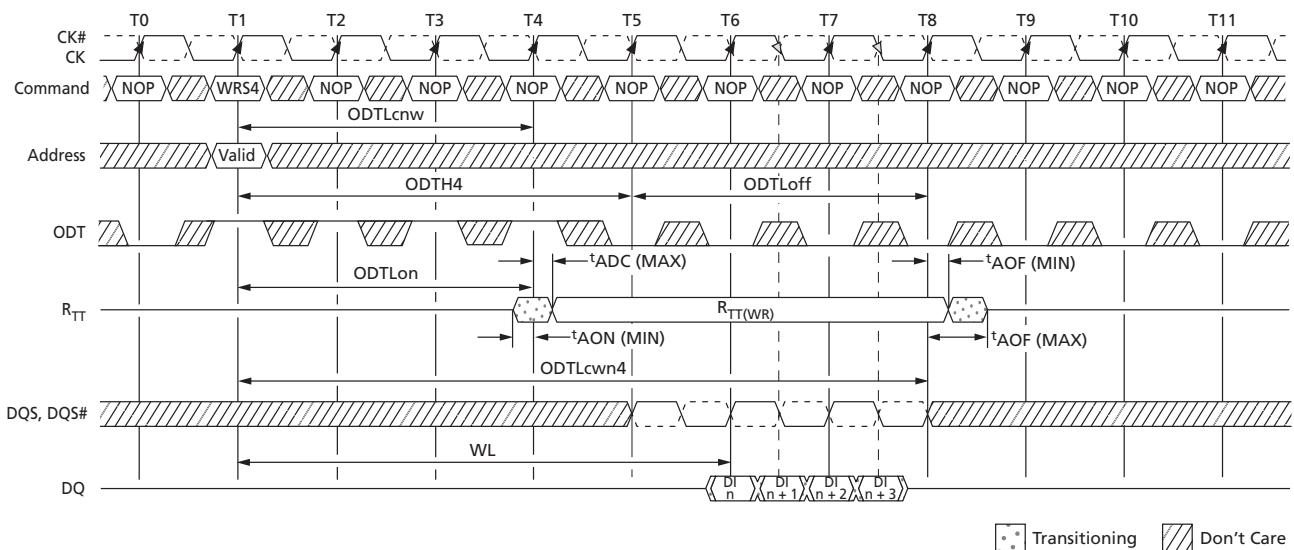 T0 T1 T2 T3 T4 T5 T6 T7 T8 T9 T10 T11
CK#
CK
Command NOP WRS4 NOP NOP NOP NOP NOP NOP NOP NOP NOP NOP
ODTLcnw
Address Valid
ODTH4 ODTLoff
ODT
tADC (MAX) tAOF (MIN)
ODTLon
RTT RTT(WR)
tAON (MIN) tAOF (MAX)
ODTLcwn4
DQS, DQS#
WL
DQ DI n DI n + 1 DI n + 2 DI n + 3
Transitioning Don't Care